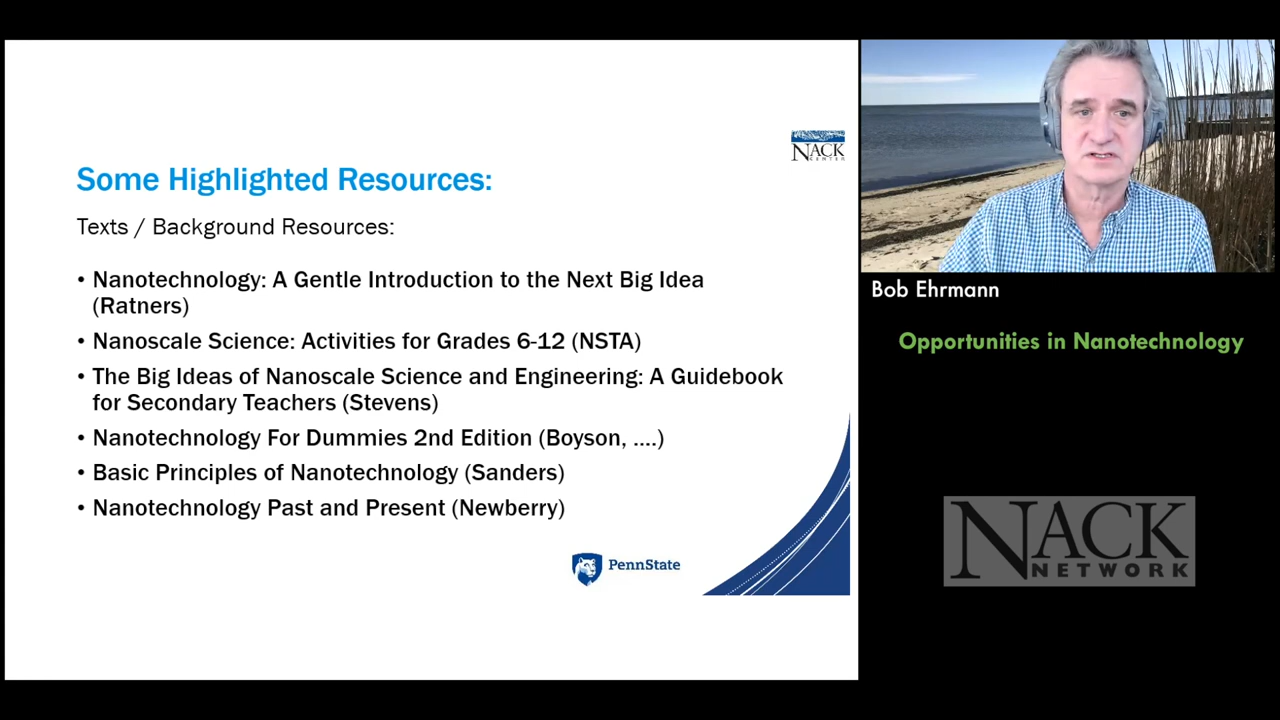 NACK
CENTER
Some Highlighted Resources:
Texts / Background Resources:
• Nanotechnology: A Gentle Introduction to the Next Big Idea
(Ratners)
• Nanoscale Science: Activities for Grades 6-12 (NSTA)
• The Big Ideas of Nanoscale Science and Engineering: A Guidebook
for Secondary Teachers (Stevens)
• Nanotechnology For Dummies 2nd Edition (Boyson, ....)
• Basic Principles of Nanotechnology (Sanders)
• Nanotechnology Past and Present (Newberry)
PennState
Bob Ehrmann
Opportunities in Nanotechnology
NACK
NETWORK